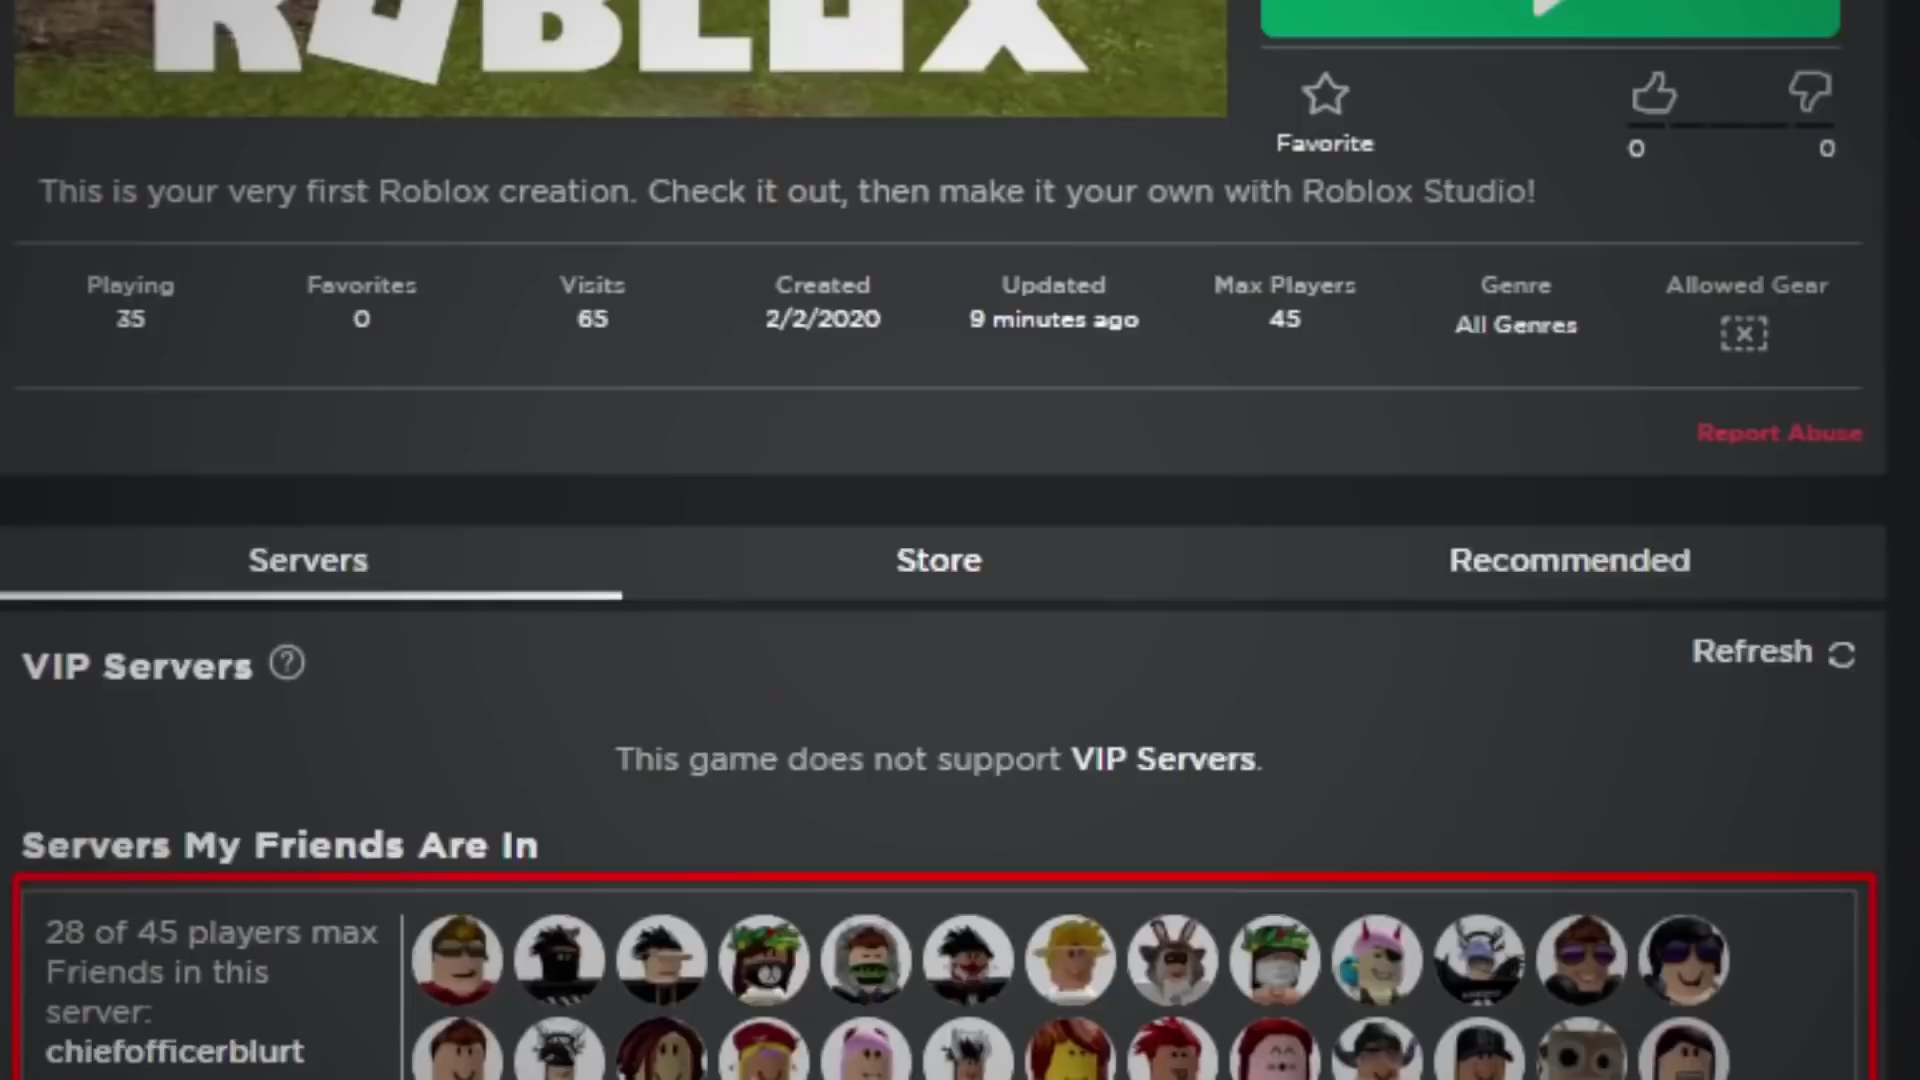 ROBLOX
Favorite
0
0
This is your very first Roblox creation. Check it out, then make it your own with Roblox Studio!
Playing
Favorites
Visits
Created
Updated
Max Players
Genre
Allowed Gear
35
0
65
2/2/2020
9 minutes ago
45
All Genres
Report Abuse
Servers
Store
Recommended
VIP Servers ?
Refresh
This game does not support VIP Servers.
Servers My Friends Are In
28 of 45 players max
Friends in this
server:
chiefofficerblurt